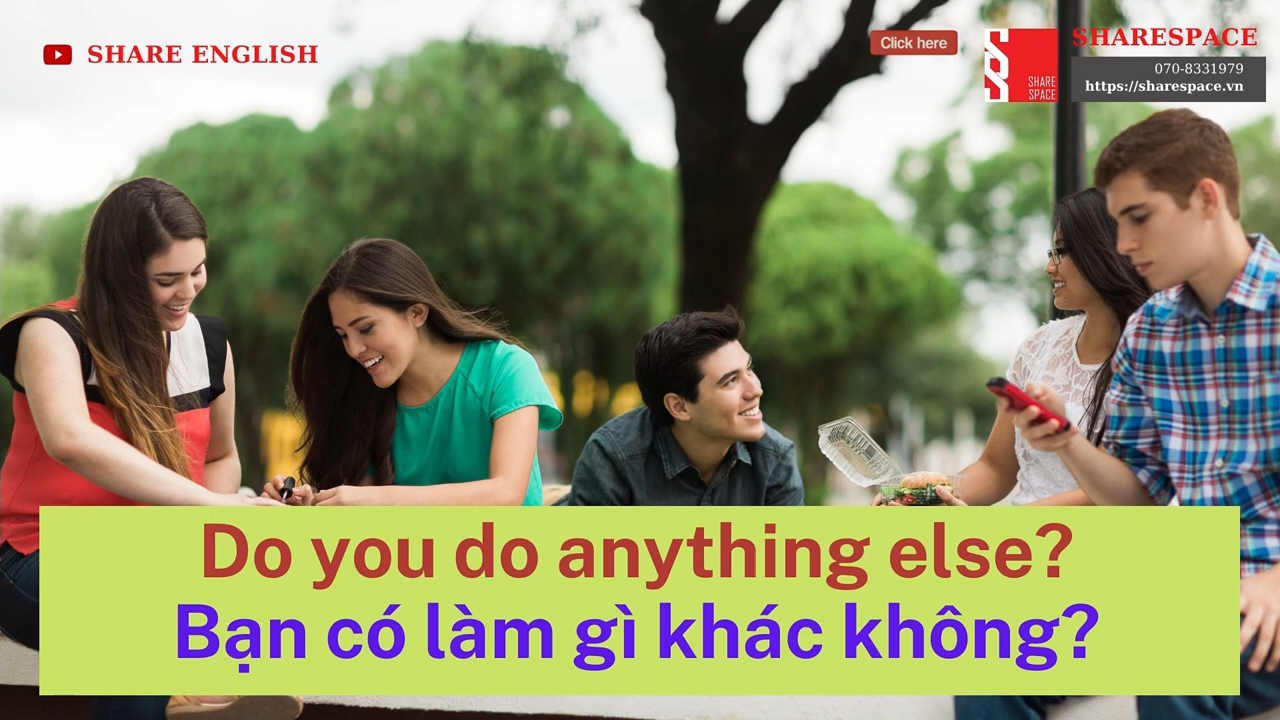 SHARE ENGLISH
Click here
SHARE
SPACE
SHARESPACE
070-8331979
https://sharespace.vn
Do you do anything else?
Bạn có làm gì khác không?